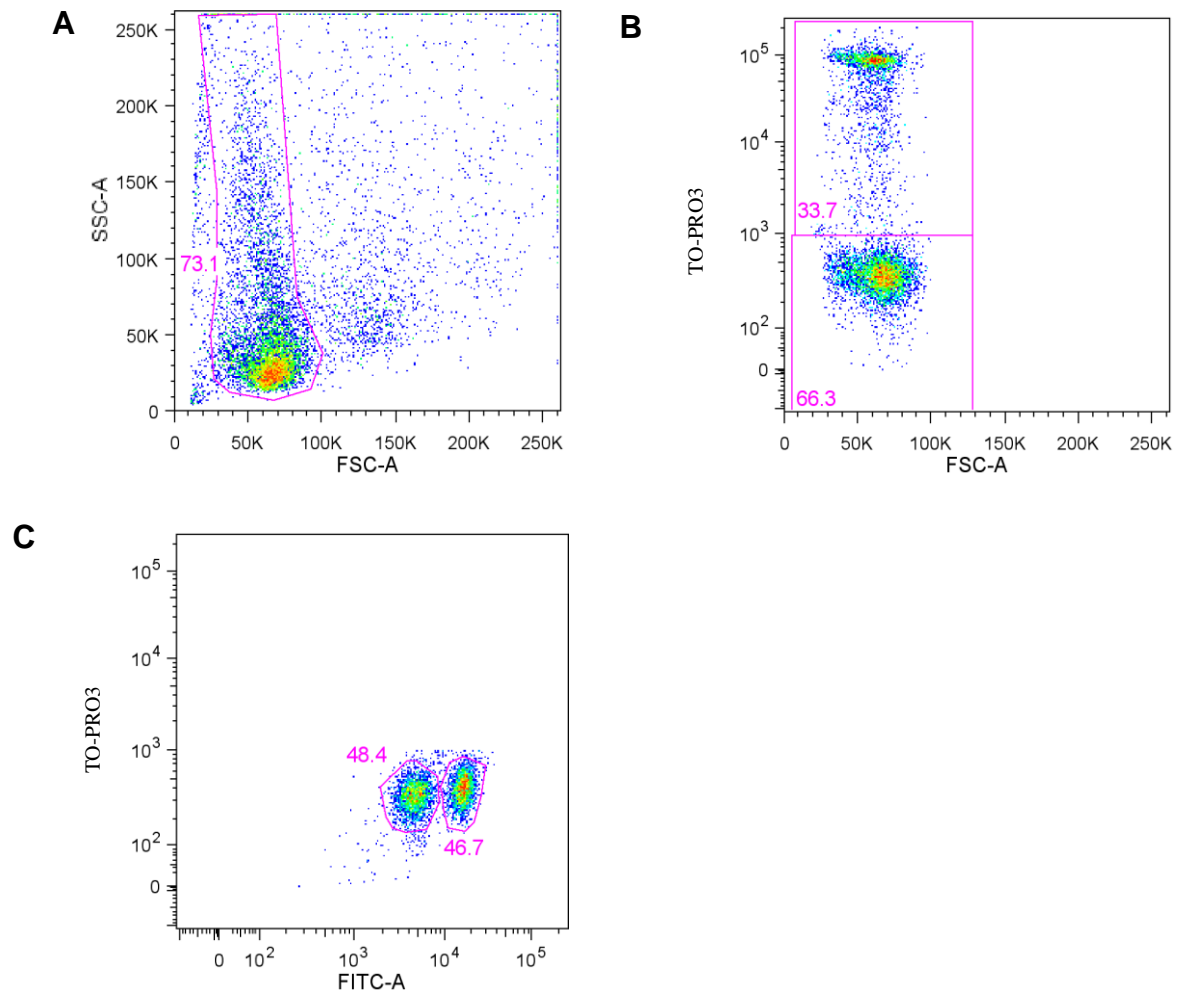 A
250K
200K
150K
100K
50K
0
SSC-A
73.1
0 50K 100K 150K 200K 250K
FSC-A
B
10^5
10^4
10^3
10^2
0
TO-PRO3
33.7
66.3
0 50K 100K 150K 200K 250K
FSC-A
C
10^5
10^4
10^3
10^2
0
TO-PRO3
48.4
46.7
0 10^2 10^3 10^4 10^5
FITC-A